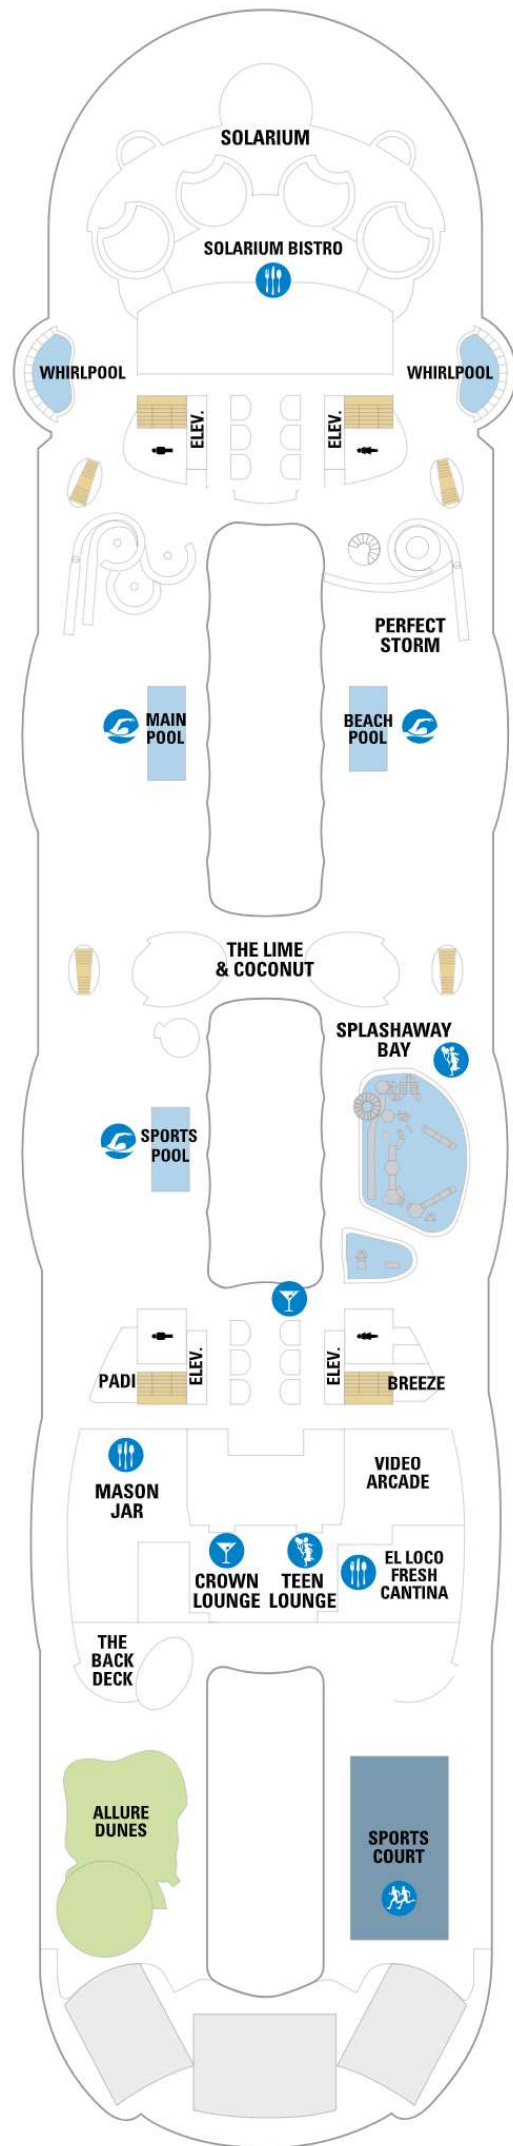 SOLARIUM
SOLARIUM BISTRO
WHIRLPOOL
WHIRLPOOL
ELEV.
ELEV.
PERFECT
STORM
MAIN
POOL
BEACH
POOL
THE LIME
& COCONUT
SPLASHAWAY
BAY
SPORTS
POOL
PADI
ELEV.
ELEV.
BREEZE
MASON
JAR
VIDEO
ARCADE
CROWN
LOUNGE
TEEN
LOUNGE
EL LOCO
FRESH
CANTINA
THE
BACK
DECK
ALLURE
DUNES
SPORTS
COURT